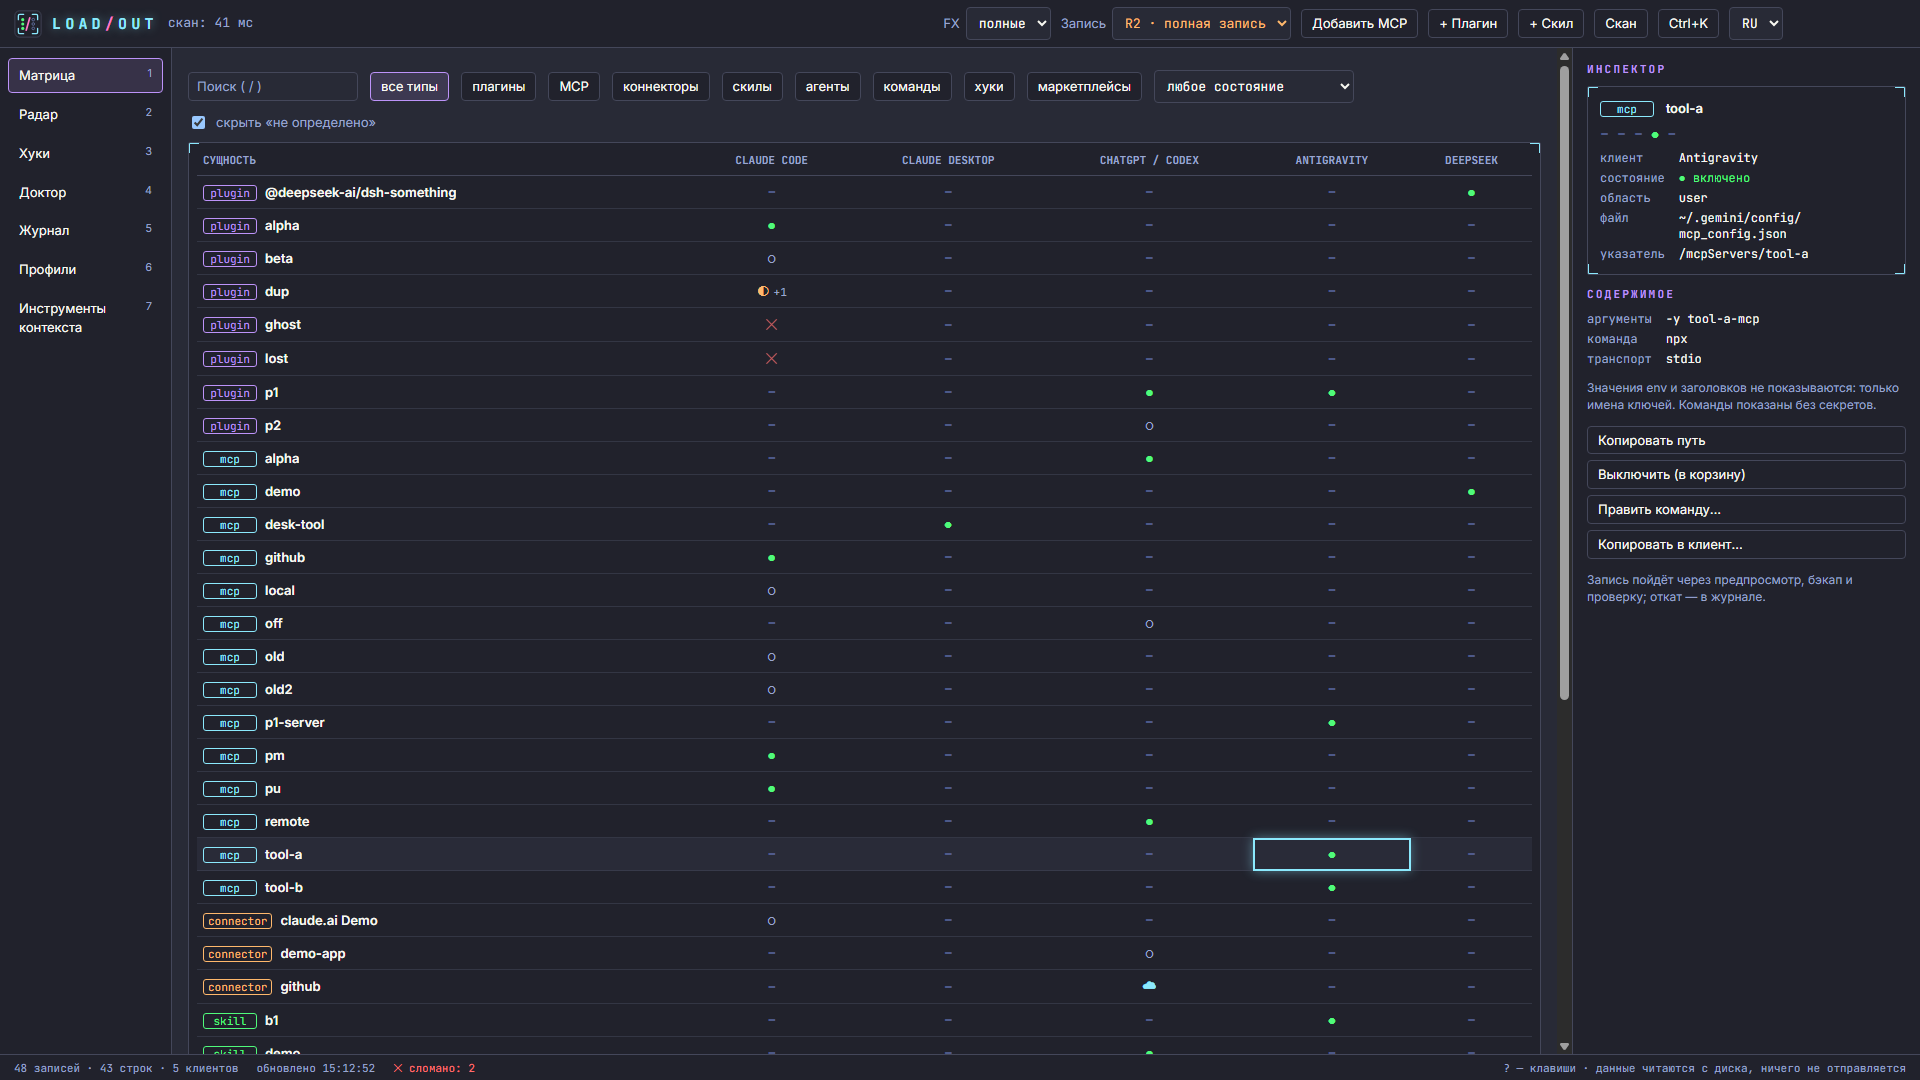 LOAD/OUT скан: 41 мс FX полные Запись R2 · полная запись Добавить MCP + Плагин + Скил Скан Ctrl+K RU
Матрица 1
Радар 2
Хуки 3
Доктор 4
Журнал 5
Профили 6
Инструменты контекста 7
Поиск ( / ) все типы плагины MCP коннекторы скилы агенты команды хуки маркетплейсы любое состояние
скрыть «не определено»
СУЩНОСТЬ CLAUDE CODE CLAUDE DESKTOP CHATGPT / CODEX ANTIGRAVITY DEEPSEEK
plugin @deepseek-ai/dsh-something — — — — ●
plugin alpha ● — — — —
plugin beta ○ — — — —
plugin dup ◐ +1 — — — —
plugin ghost ✕ — — — —
plugin lost ✕ — — — —
plugin p1 — — ● ● —
plugin p2 — — ○ — —
mcp alpha — — ● — —
mcp demo — — — — ●
mcp desk-tool — ● — — —
mcp github ● — — — —
mcp local ○ — — — —
mcp off — — ○ — —
mcp old ○ — — — —
mcp old2 ○ — — — —
mcp p1-server — — — ● —
mcp pm ● — — — —
mcp pu ● — — — —
mcp remote — — ● — —
mcp tool-a — — — ● —
mcp tool-b — — — ● —
connector claude.ai Demo ○ — — — —
connector demo-app — — ○ — —
connector github — — ☁ — —
skill b1 — — — ● —
skill demo — — ● — —
ИНСПЕКТОР
mcp tool-a
— — — ● —
клиент Antigravity
состояние ● включено
область user
файл ~/.gemini/config/
mcp_config.json
указатель /mcpServers/tool-a
СОДЕРЖИМОЕ
аргументы -y tool-a-mcp
команда npx
транспорт stdio
Значения env и заголовков не показываются: только
имена ключей. Команды показаны без секретов.
Копировать путь
Выключить (в корзину)
Править команду...
Копировать в клиент...
Запись пойдёт через предпросмотр, бэкап и
проверку; откат — в журнале.
48 записей · 43 строк · 5 клиентов обновлено 15:12:52 ✕ сломано: 2 ? — клавиши · данные читаются с диска, ничего не отправляется